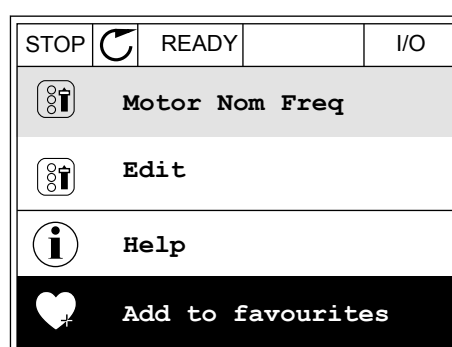 STOP READY I/O
Motor Nom Freq
Edit
Help
Add to favourites